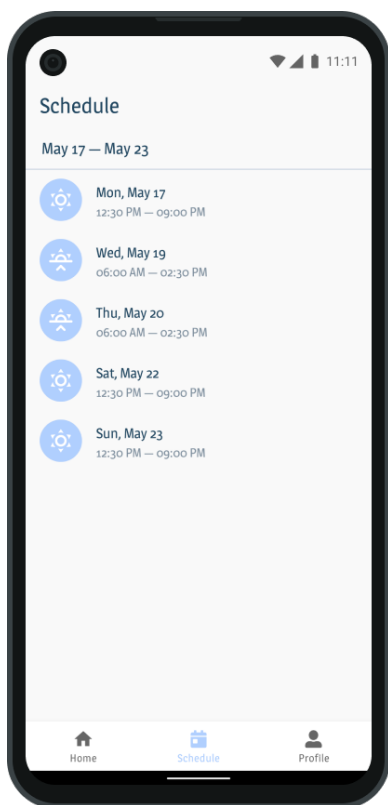 11:11
Schedule
May 17 — May 23
Mon, May 17
12:30 PM — 09:00 PM
Wed, May 19
06:00 AM — 02:30 PM
Thu, May 20
06:00 AM — 02:30 PM
Sat, May 22
12:30 PM — 09:00 PM
Sun, May 23
12:30 PM — 09:00 PM
Home Schedule Profile